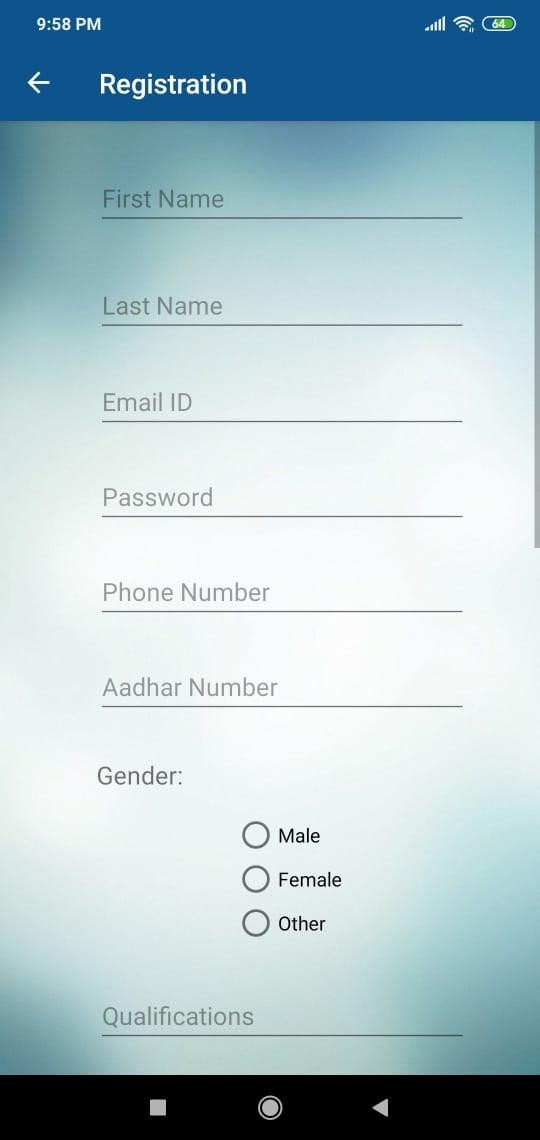 9:58 PM
64
Registration
First Name
Last Name
Email ID
Password
Phone Number
Aadhar Number
Gender:
Male
Female
Other
Qualifications